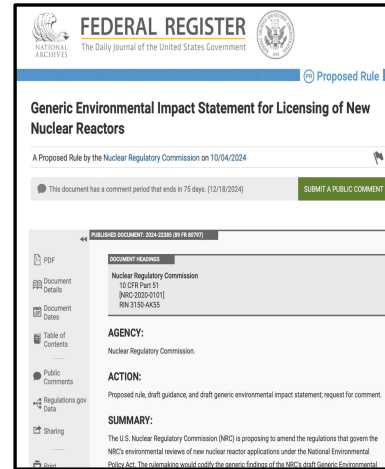 FEDERAL REGISTER
The Daily Journal of the United States Government
NATIONAL
ARCHIVES
PR Proposed Rule
Generic Environmental Impact Statement for Licensing of New
Nuclear Reactors
A Proposed Rule by the Nuclear Regulatory Commission on 10/04/2024
This document has a comment period that ends in 75 days. (12/18/2024)
SUBMIT A PUBLIC COMMENT
PUBLISHED DOCUMENT: 2024-22385 (89 FR 80797)
PDF
Document
Details
Document
Dates
Table of
Contents
Public
Comments
Regulations.gov
Data
Sharing
Print
DOCUMENT HEADINGS
Nuclear Regulatory Commission
10 CFR Part 51
[NRC-2020-0101]
RIN 3150-AK55
AGENCY:
Nuclear Regulatory Commission.
ACTION:
Proposed rule, draft guidance, and draft generic environmental impact statement; request for comment.
SUMMARY:
The U.S. Nuclear Regulatory Commission (NRC) is proposing to amend the regulations that govern the
NRC's environmental reviews of new nuclear reactor applications under the National Environmental
Policy Act. The rulemaking would codify the generic findings of the NRC's draft Generic Environmental